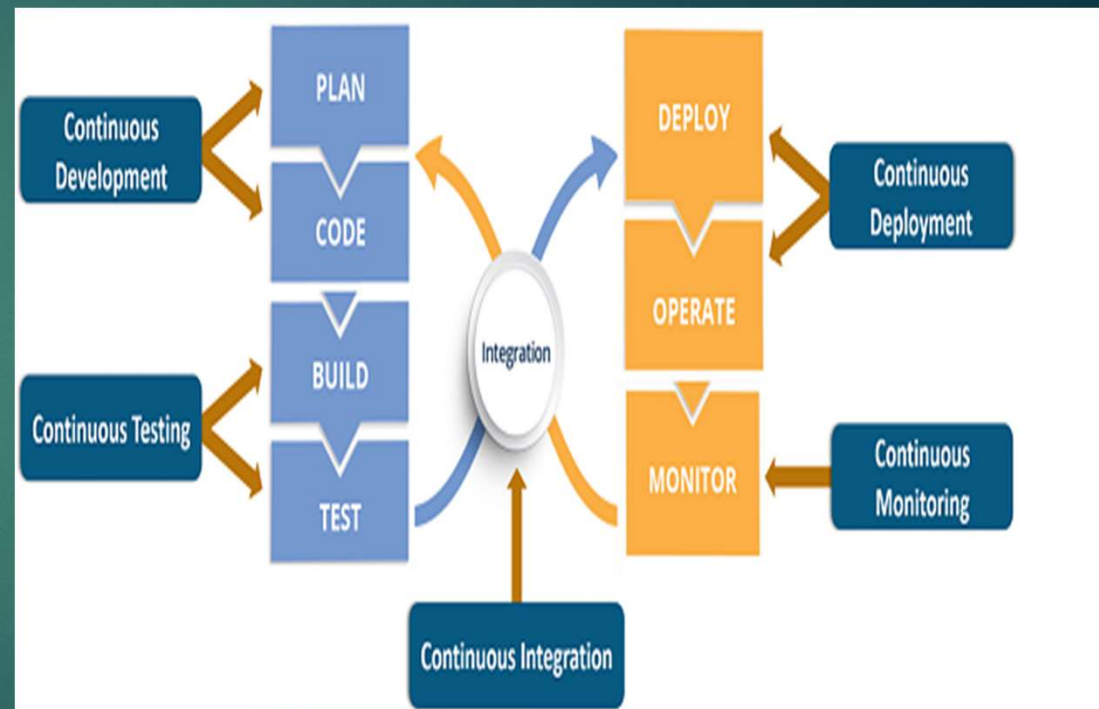 Continuous
Development
PLAN
CODE
Continuous Testing
BUILD
TEST
Integration
Continuous Integration
DEPLOY
OPERATE
MONITOR
Continuous
Deployment
Continuous
Monitoring